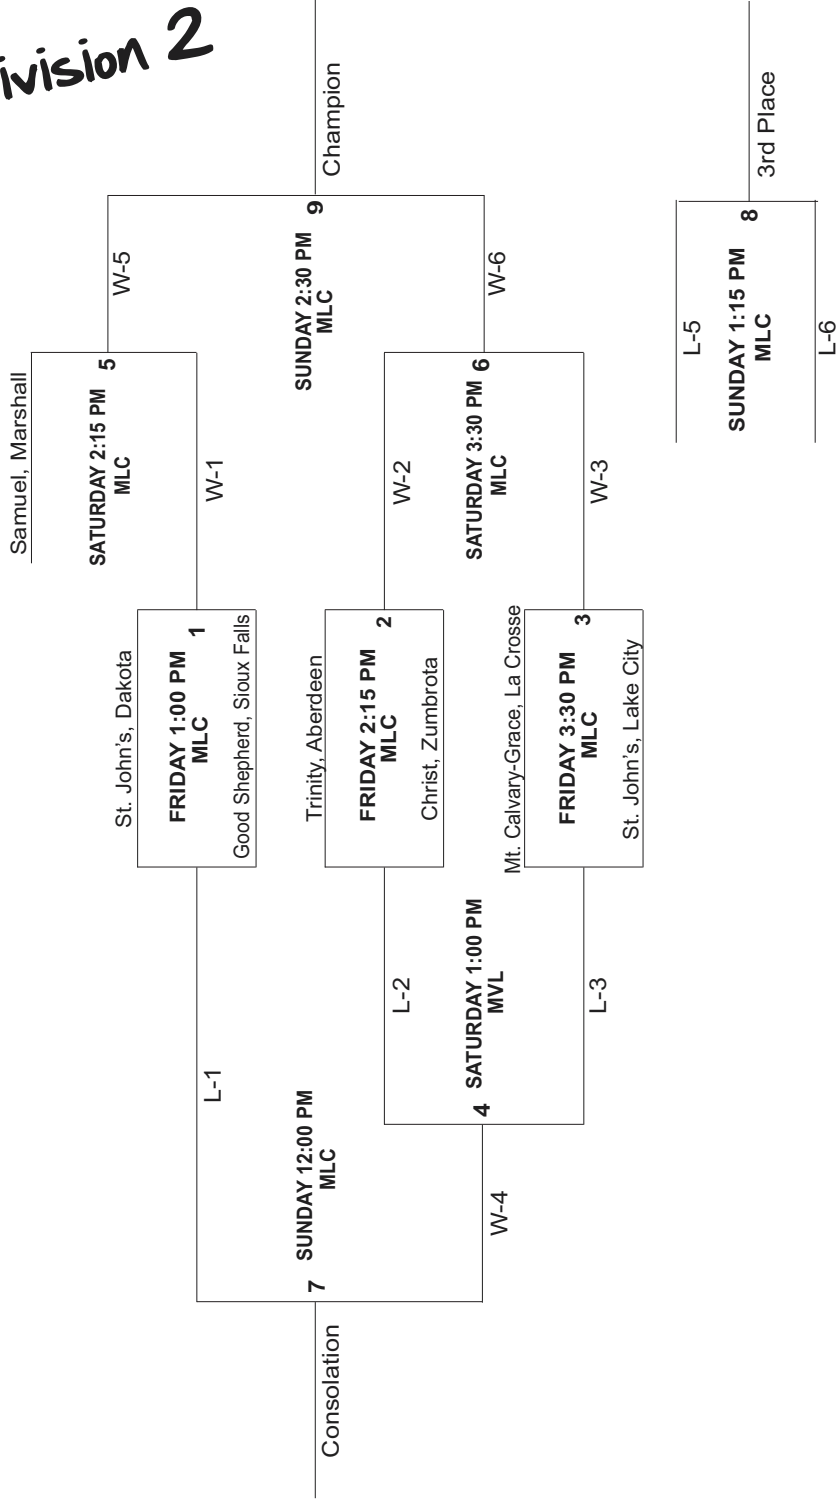 ivision 2
Samuel, Marshall
SATURDAY 2:15 PM
MLC
5
W-5
St. John's, Dakota
FRIDAY 1:00 PM
MLC
1
Good Shepherd, Sioux Falls
W-1
L-1
Champion
9
SUNDAY 2:30 PM
MLC
Trinity, Aberdeen
FRIDAY 2:15 PM
MLC
2
Christ, Zumbrota
W-2
L-2
SATURDAY 3:30 PM
MLC
6
W-6
Mt. Calvary-Grace, La Crosse
FRIDAY 3:30 PM
MLC
3
St. John's, Lake City
W-3
L-3
SATURDAY 1:00 PM
MVL
4
W-4
SUNDAY 12:00 PM
MLC
7
Consolation
L-5
SUNDAY 1:15 PM
MLC
8
L-6
3rd Place